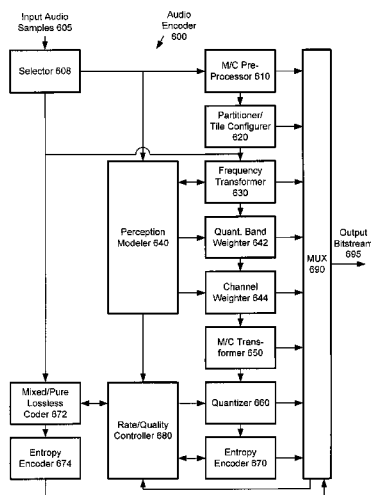 Input Audio
Samples 605
Audio
Encoder
600
Selector 608
M/C Pre-
Processor 610
Partitioner/
Tile Configurer
620
Frequency
Transformer
630
Perception
Modeler 640
Quant. Band
Weighter 642
Channel
Weighter 644
M/C Trans-
former 650
MUX
690
Output
Bitstream
695
Mixed/Pure
Lossless
Coder 672
Rate/Quality
Controller 680
Quantizer 660
Entropy
Encoder 674
Entropy
Encoder 670